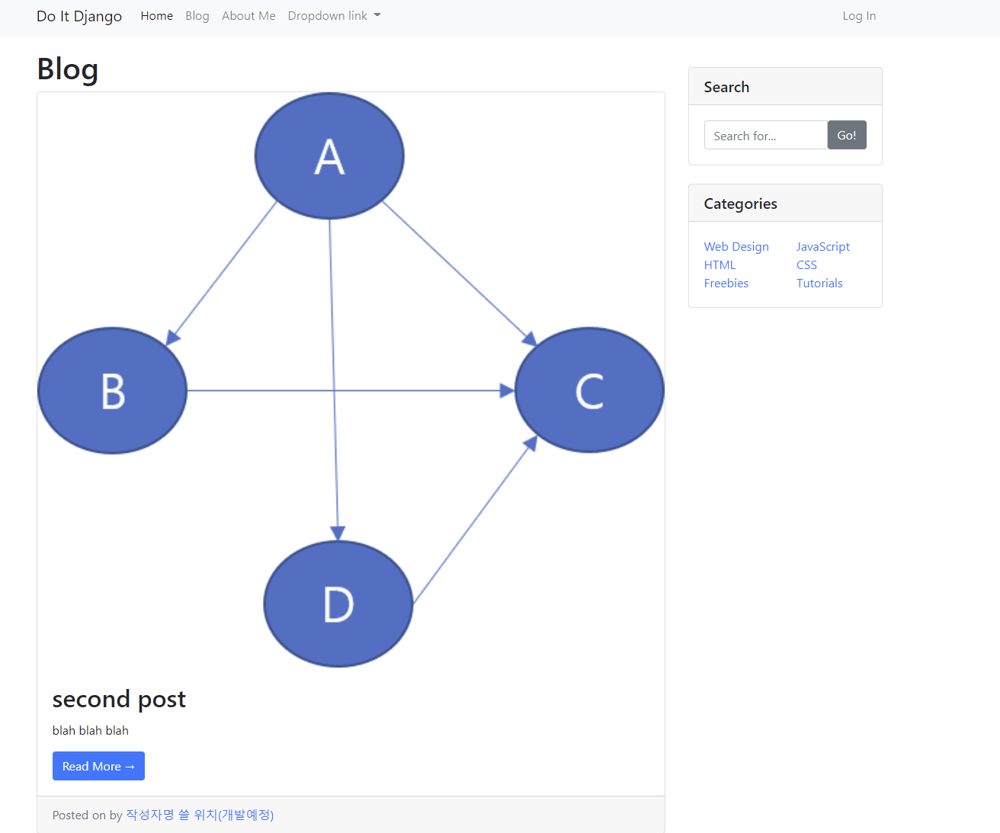 Do It Django Home Blog About Me Dropdown link Log In
Blog
A
B
C
D
second post
blah blah blah
Read More →
Posted on by 작성자명 쓸 위치(개발예정)
Search
Search for...
Go!
Categories
Web Design JavaScript
HTML CSS
Freebies Tutorials